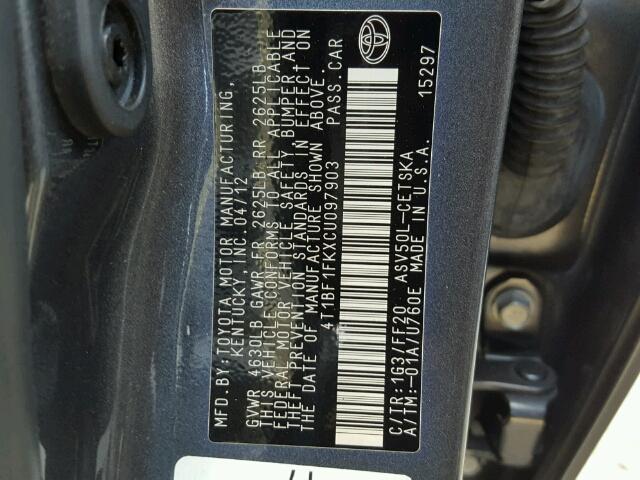 MFD. BY: TOYOTA MOTOR MANUFACTURING,
KENTUCKY, INC. 04/12
GVWR 4630LB GAWR FR 2625LB RR 2625LB
THIS VEHICLE CONFORMS TO ALL APPLICABLE
FEDERAL MOTOR VEHICLE SAFETY, BUMPER AND
THEFT PREVENTION STANDARDS IN EFFECT ON
THE DATE OF MANUFACTURE SHOWN ABOVE.
4T1BF1FKXCU097903 PASS. CAR
C/TR: 1G3/FF20 ASV50L-CETSKA 15297
A/TM: -01A/U760E MADE IN U.S.A.